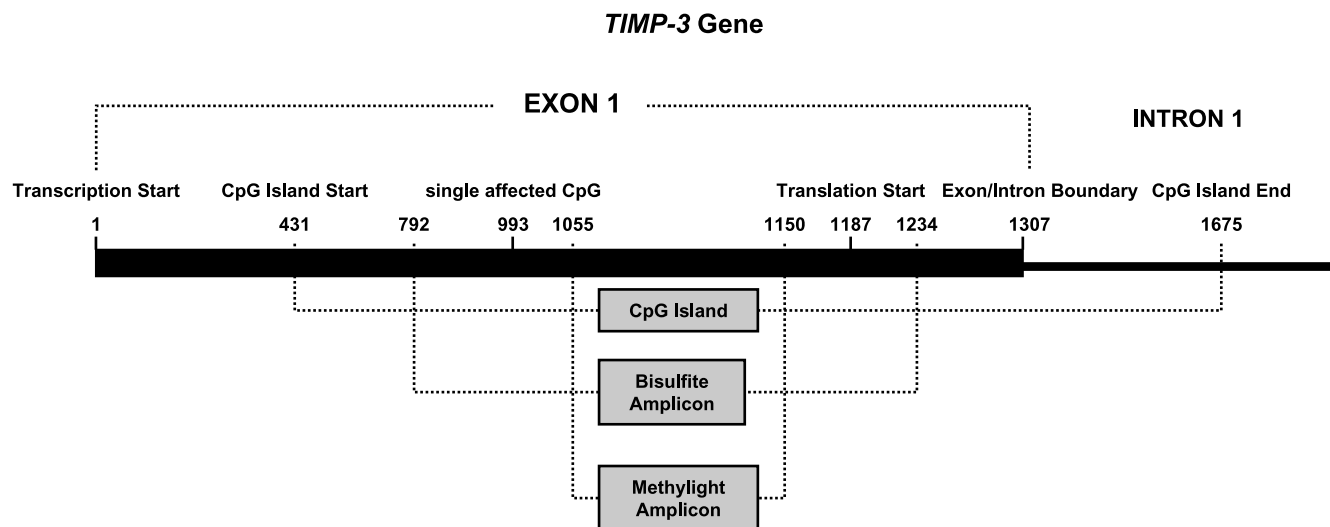 TIMP-3 Gene
EXON 1
INTRON 1
Transcription Start CpG Island Start single affected CpG Translation Start Exon/Intron Boundary CpG Island End
1 431 792 993 1055 1150 1187 1234 1307 1675
CpG Island
Bisulfite
Amplicon
Methylight
Amplicon